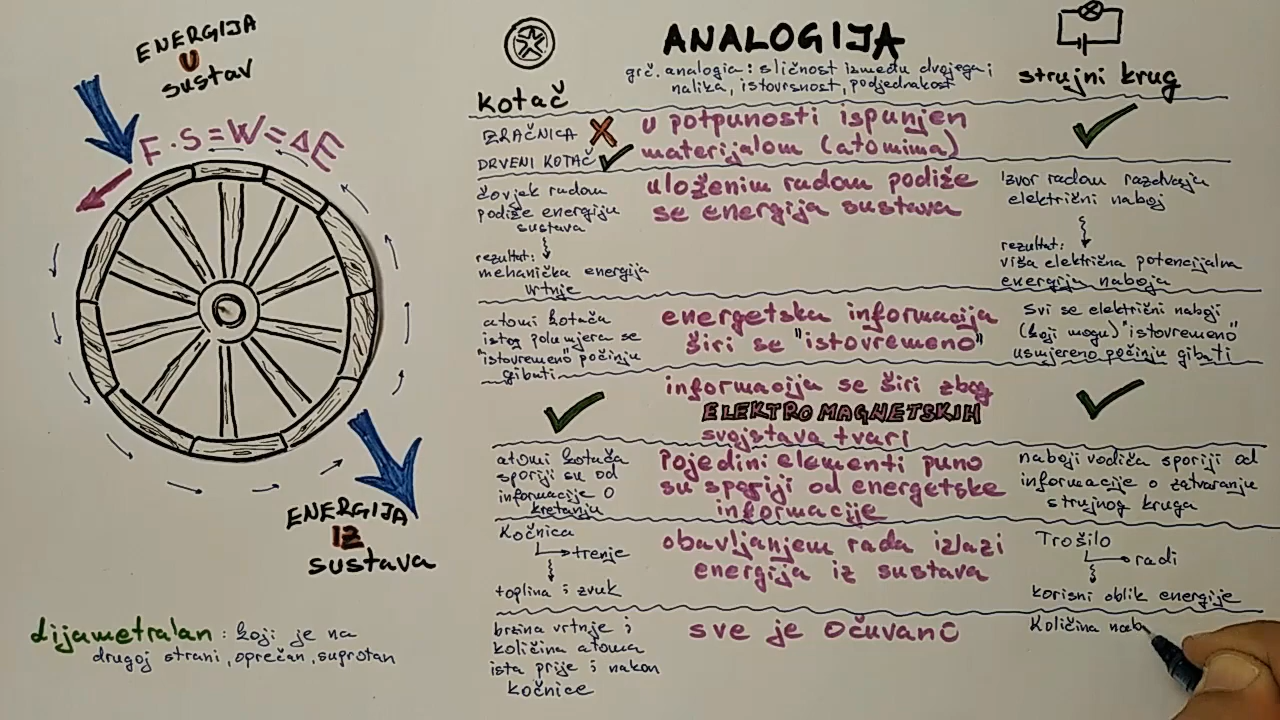 ENERGIJA
U
sustav
F·S=W=ΔE
ENERGIJA
IZ
sustava
dijametralan : koji je na
drugoj strani, oprečan, suprotan
ANALOGIJA
grč. analogia : sličnost između dvojega;
nalika, istovrsnost, podjednakost
kotač
strujni krug
ZRAČNICA
DRVENI KOTAČ
u potpunosti ispunjen
materijalom (atomima)
čovjek radom
podiže energiju
sustava
rezultat:
mehanička energija
vrtnje
uloženim radom podiže
se energija sustava
Izvor radom razdvaja
električni naboj
rezultat:
viša električna potencijalna
energija naboja
atomi kotača
istog polumjera se
"istovremeno" počinju
gibati
energetska informacija
širi se "istovremeno"
Svi se električni naboji
(koji mogu) "istovremeno"
usmjereno počinju gibati
informacija se širi zbog
ELEKTROMAGNETSKIH
svojstava tvari
atomi kotača
sporiji su od
informacije o
kretanju
Pojedini elementi puno
su sporiji od energetske
informacije
naboji vodiča sporiji od
informacije o zatvaranju
strujnog kruga
Kočnica
trenje
toplina i zvuk
obavljanjem rada izlazi
energija iz sustava
Trošilo
radi
korisni oblik energije
brzina vrtnje i
količina atoma
ista prije i nakon
kočnice
sve je očuvano
Količina nab